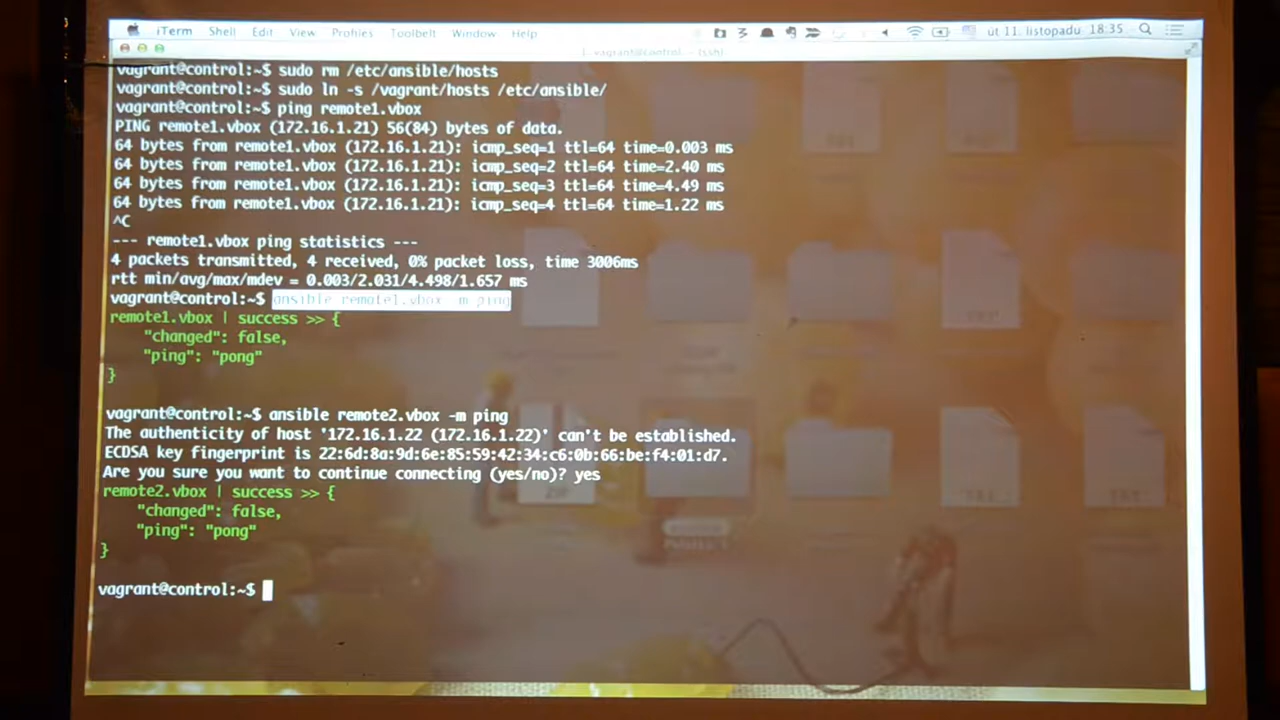 iTerm Shell Edit View Profiles Toolbelt Window Help út 11. listopadu 18:35
1. vagrant@control: ~ (ssh)
vagrant@control:~$ sudo rm /etc/ansible/hosts
vagrant@control:~$ sudo ln -s /vagrant/hosts /etc/ansible/
vagrant@control:~$ ping remote1.vbox
PING remote1.vbox (172.16.1.21) 56(84) bytes of data.
64 bytes from remote1.vbox (172.16.1.21): icmp_seq=1 ttl=64 time=0.003 ms
64 bytes from remote1.vbox (172.16.1.21): icmp_seq=2 ttl=64 time=2.40 ms
64 bytes from remote1.vbox (172.16.1.21): icmp_seq=3 ttl=64 time=4.49 ms
64 bytes from remote1.vbox (172.16.1.21): icmp_seq=4 ttl=64 time=1.22 ms
^C
--- remote1.vbox ping statistics ---
4 packets transmitted, 4 received, 0% packet loss, time 3006ms
rtt min/avg/max/mdev = 0.003/2.031/4.498/1.657 ms
vagrant@control:~$ ansible remote1.vbox -m ping
remote1.vbox | success >> {
"changed": false,
"ping": "pong"
}
vagrant@control:~$ ansible remote2.vbox -m ping
The authenticity of host '172.16.1.22 (172.16.1.22)' can't be established.
ECDSA key fingerprint is 22:6d:8a:9d:6e:85:59:42:34:c6:0b:66:be:f4:01:d7.
Are you sure you want to continue connecting (yes/no)? yes
remote2.vbox | success >> {
"changed": false,
"ping": "pong"
}
vagrant@control:~$
ZIP